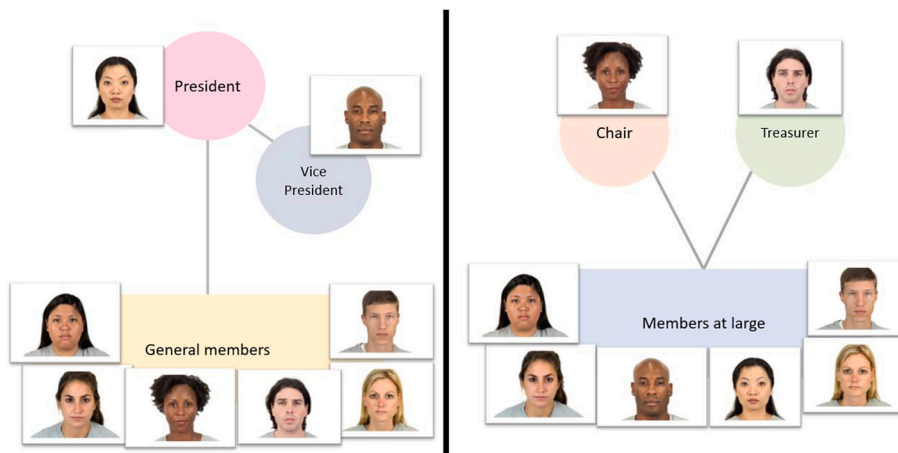 President
Vice
President
General members
Chair
Treasurer
Members at large